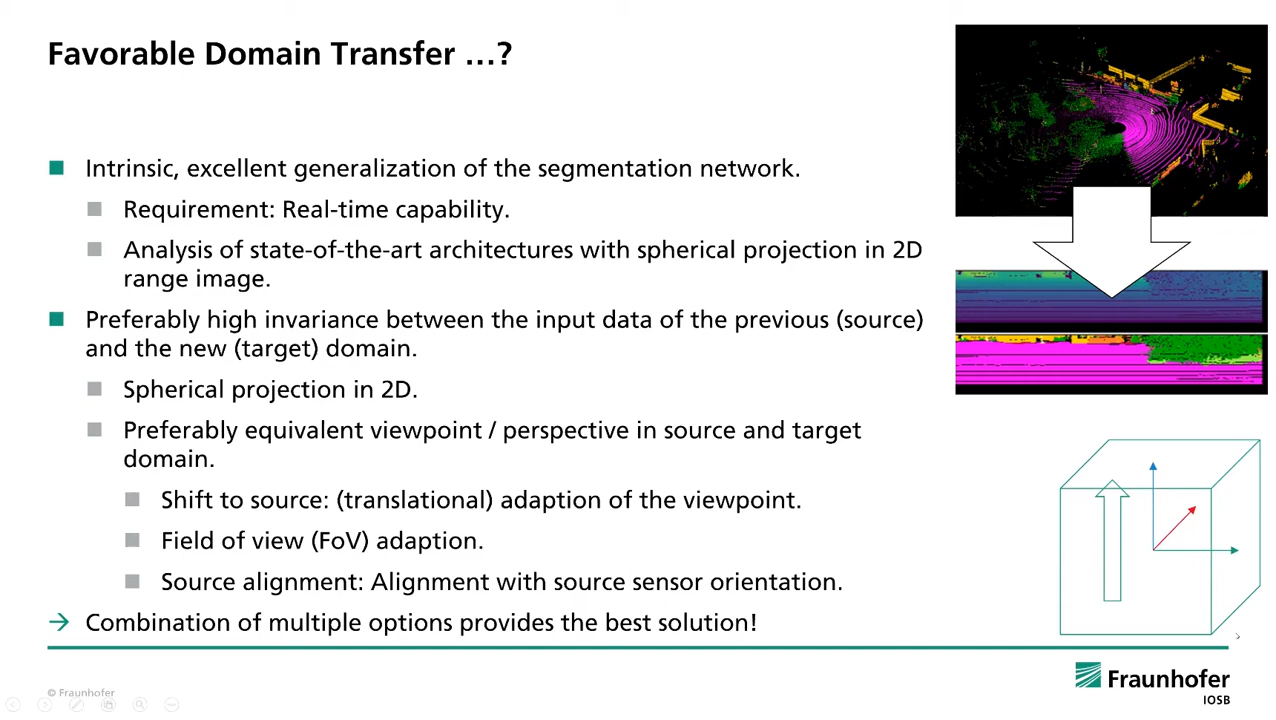 Favorable Domain Transfer …?
Intrinsic, excellent generalization of the segmentation network.
Requirement: Real-time capability.
Analysis of state-of-the-art architectures with spherical projection in 2D
range image.
Preferably high invariance between the input data of the previous (source)
and the new (target) domain.
Spherical projection in 2D.
Preferably equivalent viewpoint / perspective in source and target
domain.
Shift to source: (translational) adaption of the viewpoint.
Field of view (FoV) adaption.
Source alignment: Alignment with source sensor orientation.
→ Combination of multiple options provides the best solution!
© Fraunhofer
Fraunhofer
IOSB